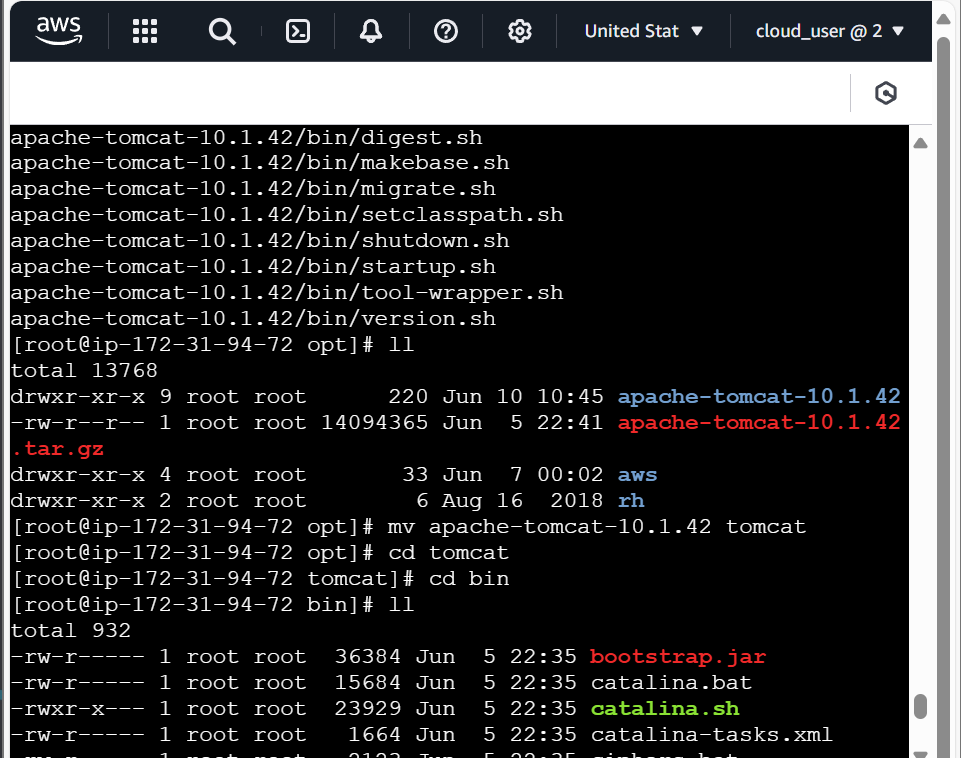 aws
United Stat
cloud_user @ 2
apache-tomcat-10.1.42/bin/digest.sh
apache-tomcat-10.1.42/bin/makebase.sh
apache-tomcat-10.1.42/bin/migrate.sh
apache-tomcat-10.1.42/bin/setclasspath.sh
apache-tomcat-10.1.42/bin/shutdown.sh
apache-tomcat-10.1.42/bin/startup.sh
apache-tomcat-10.1.42/bin/tool-wrapper.sh
apache-tomcat-10.1.42/bin/version.sh
[root@ip-172-31-94-72 opt]# ll
total 13768
drwxr-xr-x 9 root root      220 Jun 10 10:45 apache-tomcat-10.1.42
-rw-r--r-- 1 root root 14094365 Jun  5 22:41 apache-tomcat-10.1.42
.tar.gz
drwxr-xr-x 4 root root       33 Jun  7 00:02 aws
drwxr-xr-x 2 root root        6 Aug 16  2018 rh
[root@ip-172-31-94-72 opt]# mv apache-tomcat-10.1.42 tomcat
[root@ip-172-31-94-72 opt]# cd tomcat
[root@ip-172-31-94-72 tomcat]# cd bin
[root@ip-172-31-94-72 bin]# ll
total 932
-rw-r----- 1 root root  36384 Jun  5 22:35 bootstrap.jar
-rw-r----- 1 root root  15684 Jun  5 22:35 catalina.bat
-rwxr-x--- 1 root root  23929 Jun  5 22:35 catalina.sh
-rw-r----- 1 root root   1664 Jun  5 22:35 catalina-tasks.xml